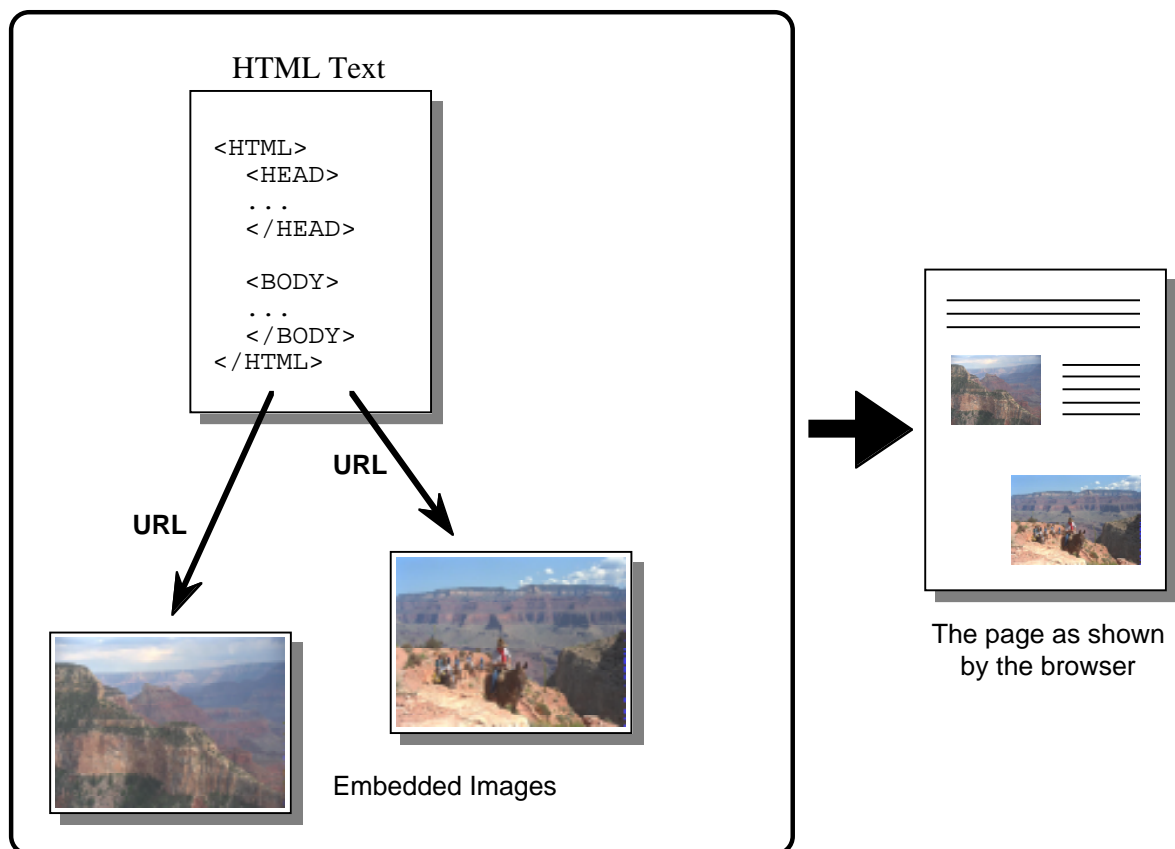 HTML Text
<HTML>
<HEAD>
...
</HEAD>
<BODY>
...
</BODY>
</HTML>
URL
URL
Embedded Images
The page as shown
by the browser